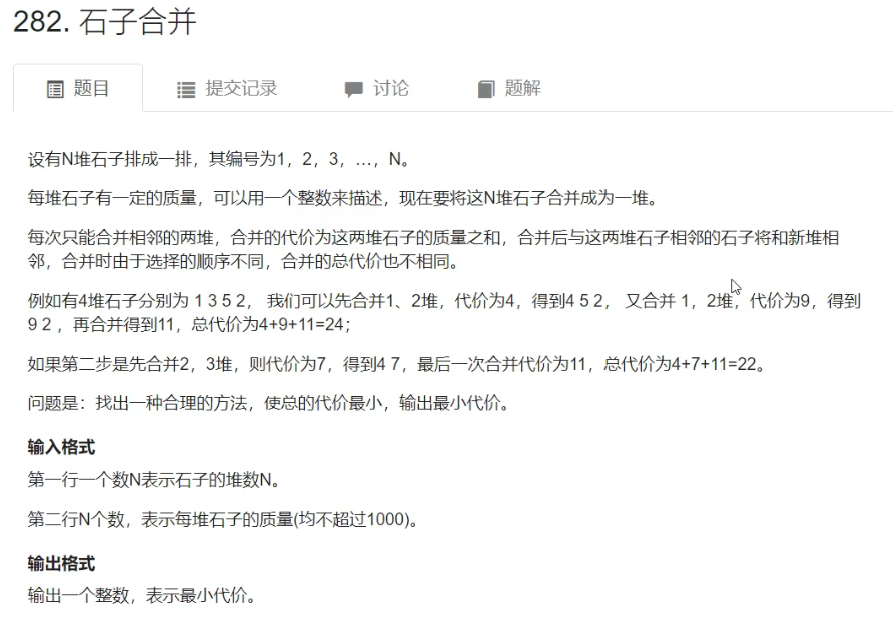 282. 石子合并
题目 提交记录 讨论 题解
设有N堆石子排成一排，其编号为1，2，3，…，N。
每堆石子有一定的质量，可以用一个整数来描述，现在要将这N堆石子合并成为一堆。
每次只能合并相邻的两堆，合并的代价为这两堆石子的质量之和，合并后与这两堆石子相邻的石子将和新堆相
邻，合并时由于选择的顺序不同，合并的总代价也不相同。
例如有4堆石子分别为 1 3 5 2， 我们可以先合并1、2堆，代价为4，得到4 5 2， 又合并 1，2堆，代价为9，得到
9 2 ，再合并得到11，总代价为4+9+11=24；
如果第二步是先合并2，3堆，则代价为7，得到4 7，最后一次合并代价为11，总代价为4+7+11=22。
问题是：找出一种合理的方法，使总的代价最小，输出最小代价。
输入格式
第一行一个数N表示石子的堆数N。
第二行N个数，表示每堆石子的质量(均不超过1000)。
输出格式
输出一个整数，表示最小代价。